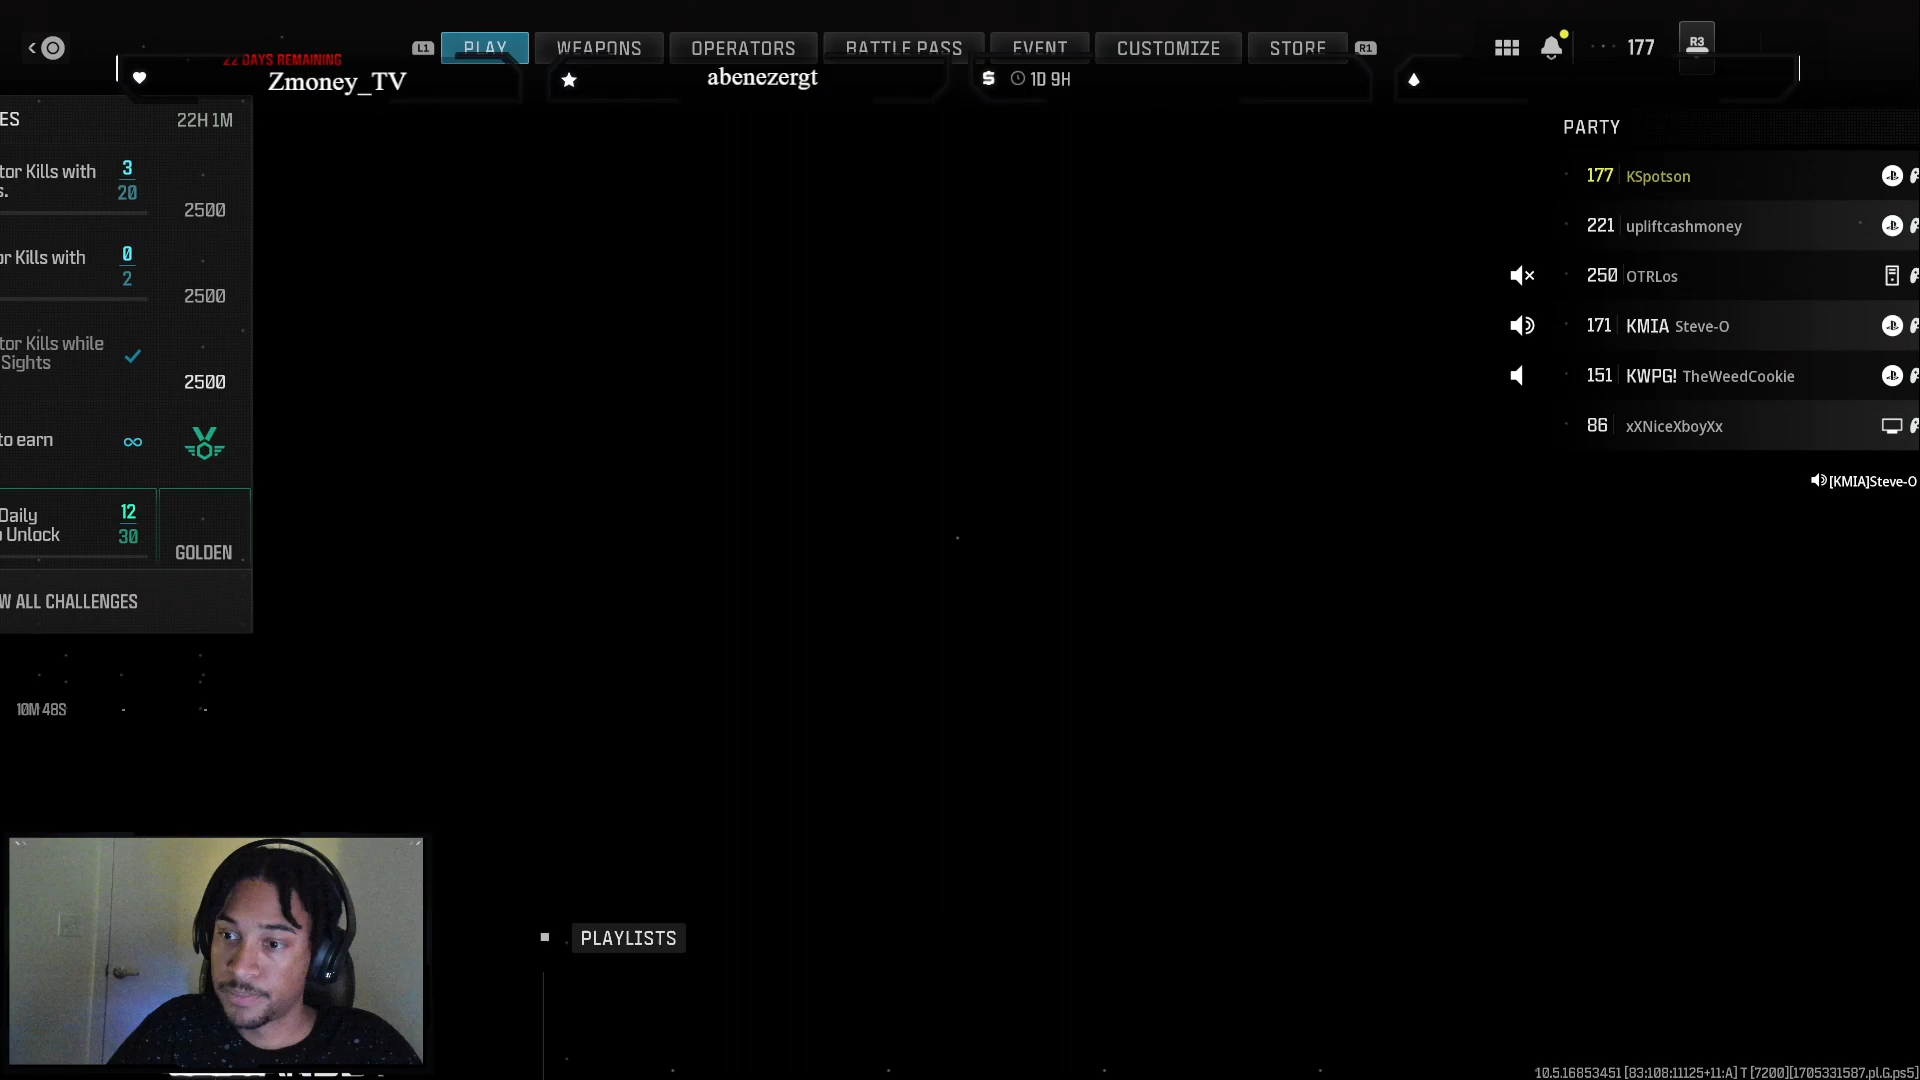 L1 PLAY WEAPONS OPERATORS BATTLE PASS EVENT CUSTOMIZE STORE R1 177 R3
22 DAYS REMAINING
Zmoney_TV abenezergt 1D 9H
ES 22H 1M
tor Kills with 3
s. 20
2500
or Kills with 0
2
2500
tor Kills while
Sights
2500
to earn ∞
Daily 12
o Unlock 30
GOLDEN
W ALL CHALLENGES
10M 48S - -
PARTY
177 KSpotson
221 upliftcashmoney
250 OTRLos
171 KMIA Steve-O
151 KWPG! TheWeedCookie
86 xXNiceXboyXx
[KMIA]Steve-O
PLAYLISTS
10.5.16853451 [83:108:11125+11:A] T [7200][1705331587.pl.G.ps5]